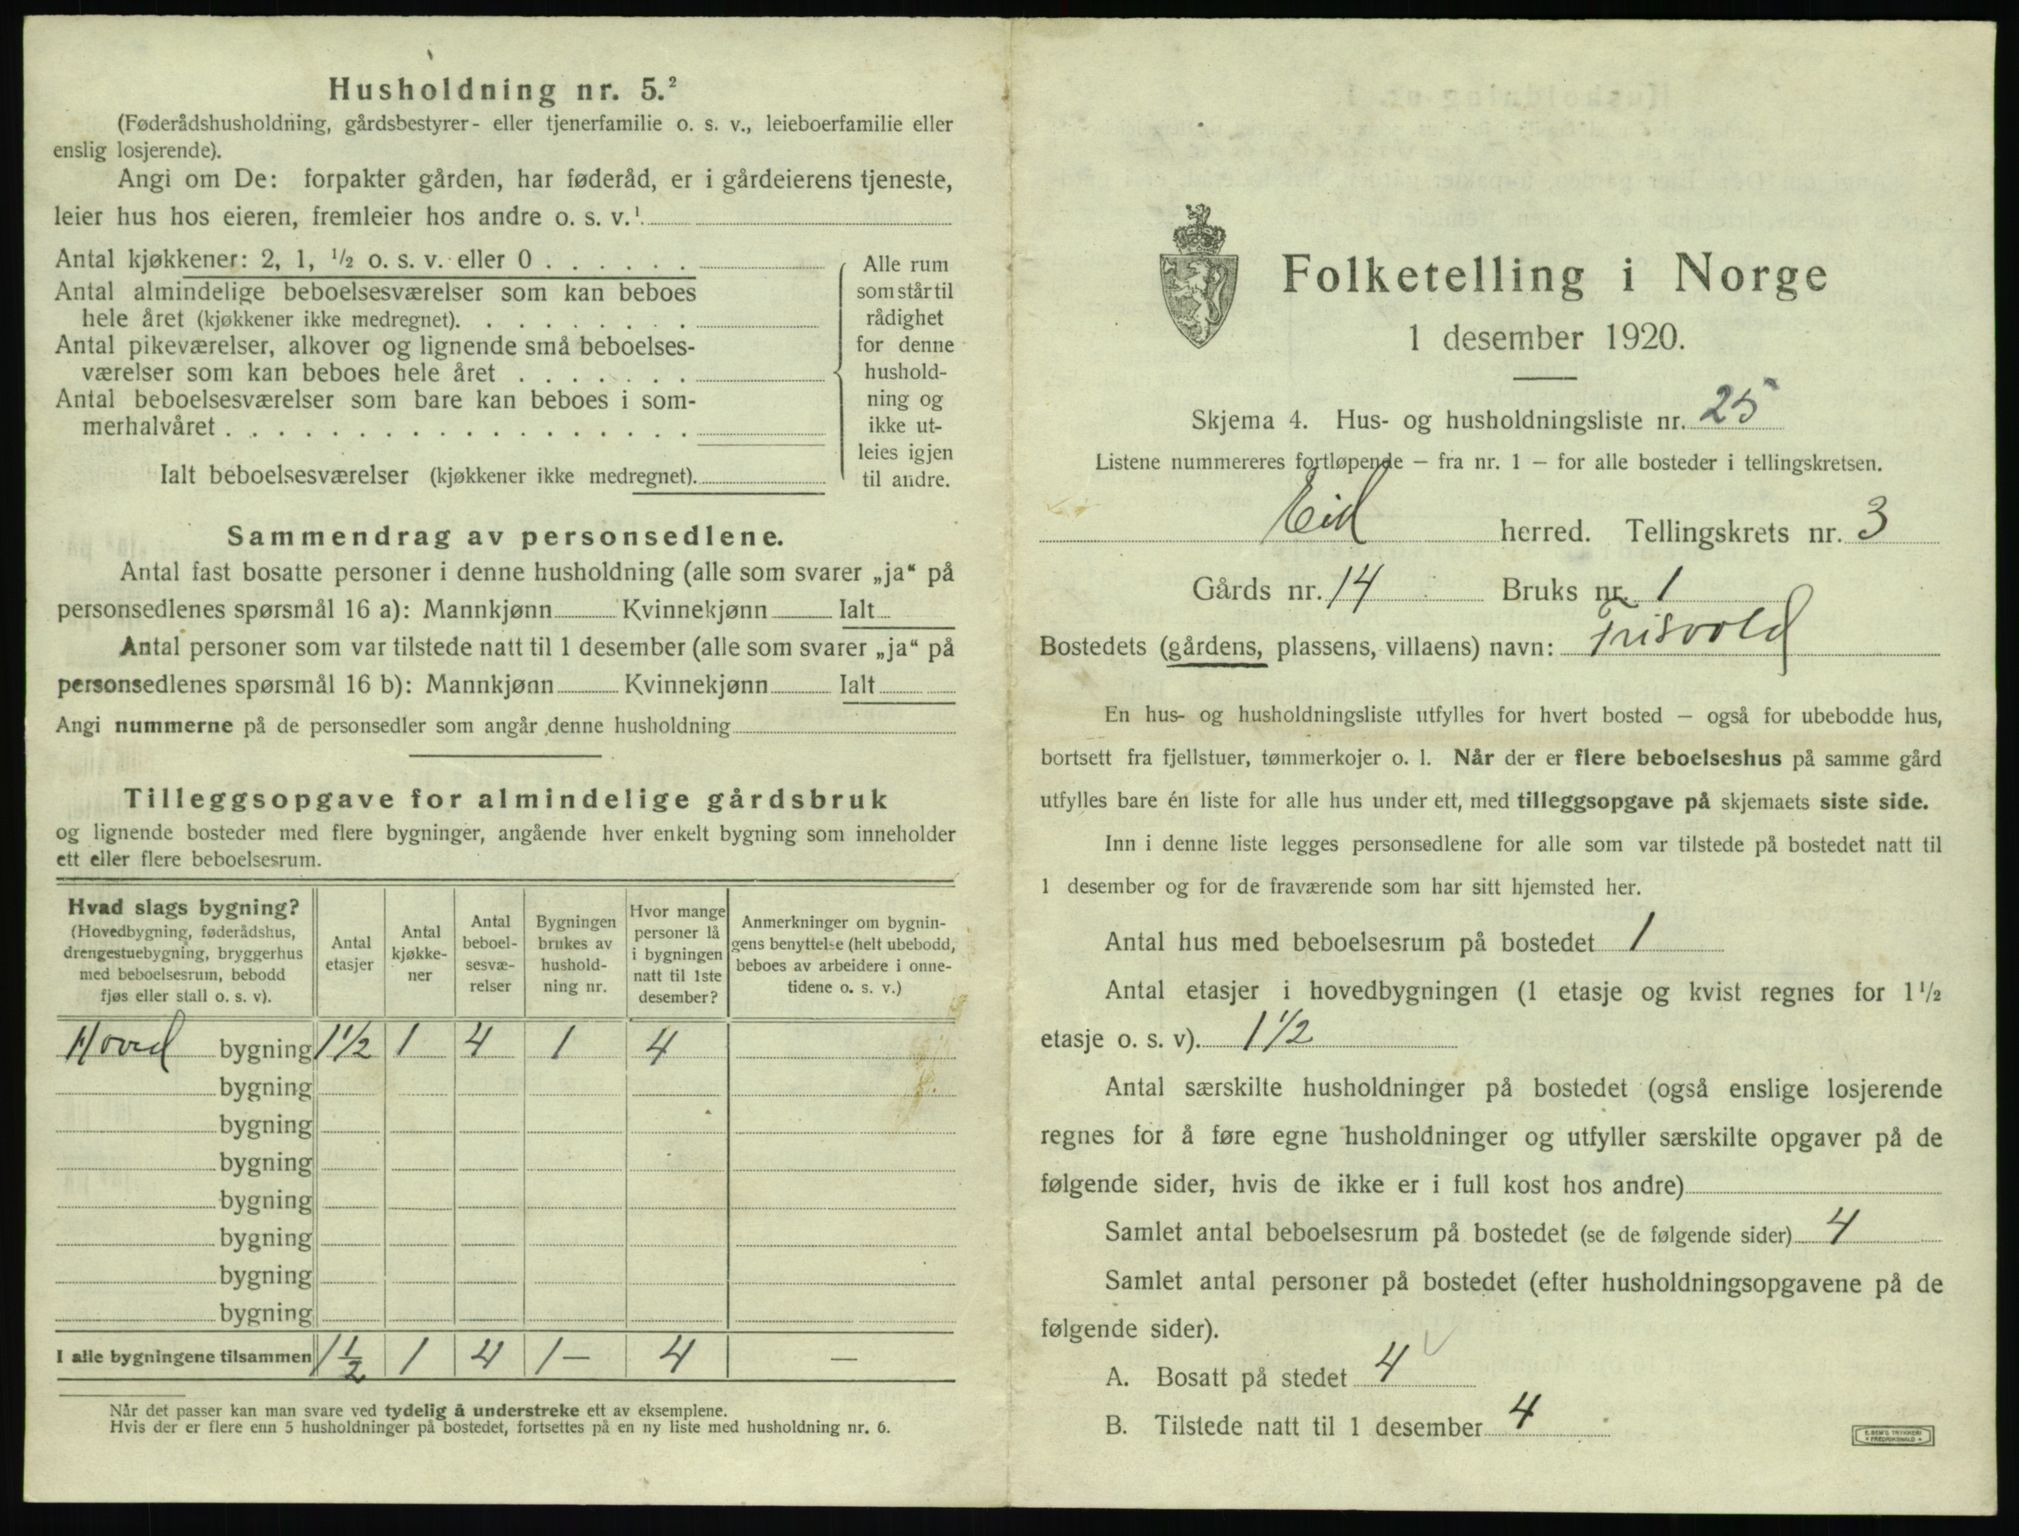 Husholdning nr. 5.²
(Føderådshusholdning, gårdsbestyrer- eller tjenerfamilie o. s. v., leieboerfamilie eller
enslig losjerende).
Angi om De: forpakter gården, har føderåd, er i gårdeierens tjeneste,
leier hus hos eieren, fremleier hos andre o. s. v.¹
Antal kjøkkener: 2, 1, ½ o. s. v. eller 0 . . . . . .
Antal almindelige beboelsesværelser som kan beboes
hele året (kjøkkener ikke medregnet). . . . . . . . .
Antal pikeværelser, alkover og lignende små beboelses-
værelser som kan beboes hele året . . . . . . .
Antal beboelsesværelser som bare kan beboes i som-
merhalvåret . . . . . . . . . . . . . . . . . .
Ialt beboelsesværelser (kjøkkener ikke medregnet).
Alle rum
som står til
rådighet
for denne
hushold-
ning og
ikke ut-
leies igjen
til andre.
Sammendrag av personsedlene.
Antal fast bosatte personer i denne husholdning (alle som svarer „ja“ på
personsedlenes spørsmål 16 a): Mannkjønn Kvinnekjønn Ialt
Antal personer som var tilstede natt til 1 desember (alle som svarer „ja“ på
personsedlenes spørsmål 16 b): Mannkjønn Kvinnekjønn Ialt
Angi nummerne på de personsedler som angår denne husholdning
Tilleggsopgave for almindelige gårdsbruk
og lignende bosteder med flere bygninger, angående hver enkelt bygning som inneholder
ett eller flere beboelsesrum.
Hvad slags bygning?
(Hovedbygning, føderådshus,
drengestuebygning, bryggerhus
med beboelsesrum, bebodd
fjøs eller stall o. s. v).
Antal
etasjer
Antal
kjøkke-
ner
Antal
beboel-
sesvæ-
relser
Bygningen
brukes av
hushold-
ning nr.
Hvor mange
personer lå
i bygningen
natt til 1ste
desember?
Anmerkninger om bygnin-
gens benyttelse (helt ubebodd,
beboes av arbeidere i onne-
tidene o. s. v.)
Hoved bygning 1½ 1 4 1 4
bygning
bygning
bygning
bygning
bygning
bygning
bygning
I alle bygningene tilsammen 1½ 1 4 1 — 4 —
Når det passer kan man svare ved tydelig å understreke ett av eksemplene.
Hvis der er flere enn 5 husholdninger på bostedet, fortsettes på en ny liste med husholdning nr. 6.
Folketelling i Norge
1 desember 1920.
Skjema 4. Hus- og husholdningsliste nr. 25
Listene nummereres fortløpende — fra nr. 1 — for alle bosteder i tellingskretsen.
Eid herred. Tellingskrets nr. 3
Gårds nr. 14 Bruks nr. 1
Bostedets (gårdens, plassens, villaens) navn: Trisvold
En hus- og husholdningsliste utfylles for hvert bosted — også for ubebodde hus,
bortsett fra fjellstuer, tømmerkojer o. l. Når der er flere beboelseshus på samme gård
utfylles bare én liste for alle hus under ett, med tilleggsopgave på skjemaets siste side.
Inn i denne liste legges personsedlene for alle som var tilstede på bostedet natt til
1 desember og for de fraværende som har sitt hjemsted her.
Antal hus med beboelsesrum på bostedet 1
Antal etasjer i hovedbygningen (1 etasje og kvist regnes for 1½
etasje o. s. v). 1½
Antal særskilte husholdninger på bostedet (også enslige losjerende
regnes for å føre egne husholdninger og utfyller særskilte opgaver på de
følgende sider, hvis de ikke er i full kost hos andre)
Samlet antal beboelsesrum på bostedet (se de følgende sider) 4
Samlet antal personer på bostedet (efter husholdningsopgavene på de
følgende sider).
A. Bosatt på stedet 4
B. Tilstede natt til 1 desember 4
E. SEM'S TRYKKERI
FREDRIKSHALD